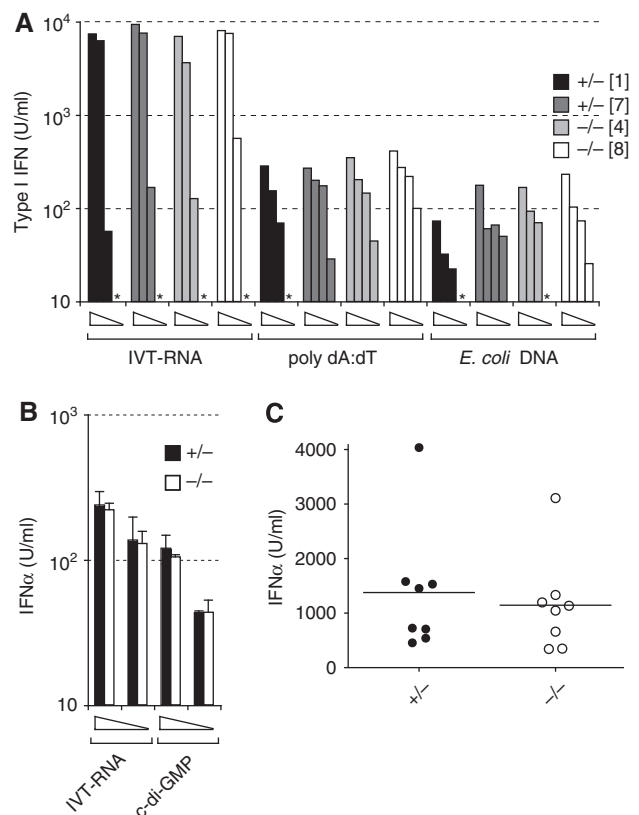 A
Type I IFN (U/ml)
10⁴
10³
10²
10
+/– [1]
+/– [7]
–/– [4]
–/– [8]
* * * * * * *
IVT-RNA poly dA:dT E. coli DNA
B
IFNα (U/ml)
10³
10²
10
+/–
–/–
IVT-RNA c-di-GMP
C
IFNα (U/ml)
4000
3000
2000
1000
0
+/– –/–